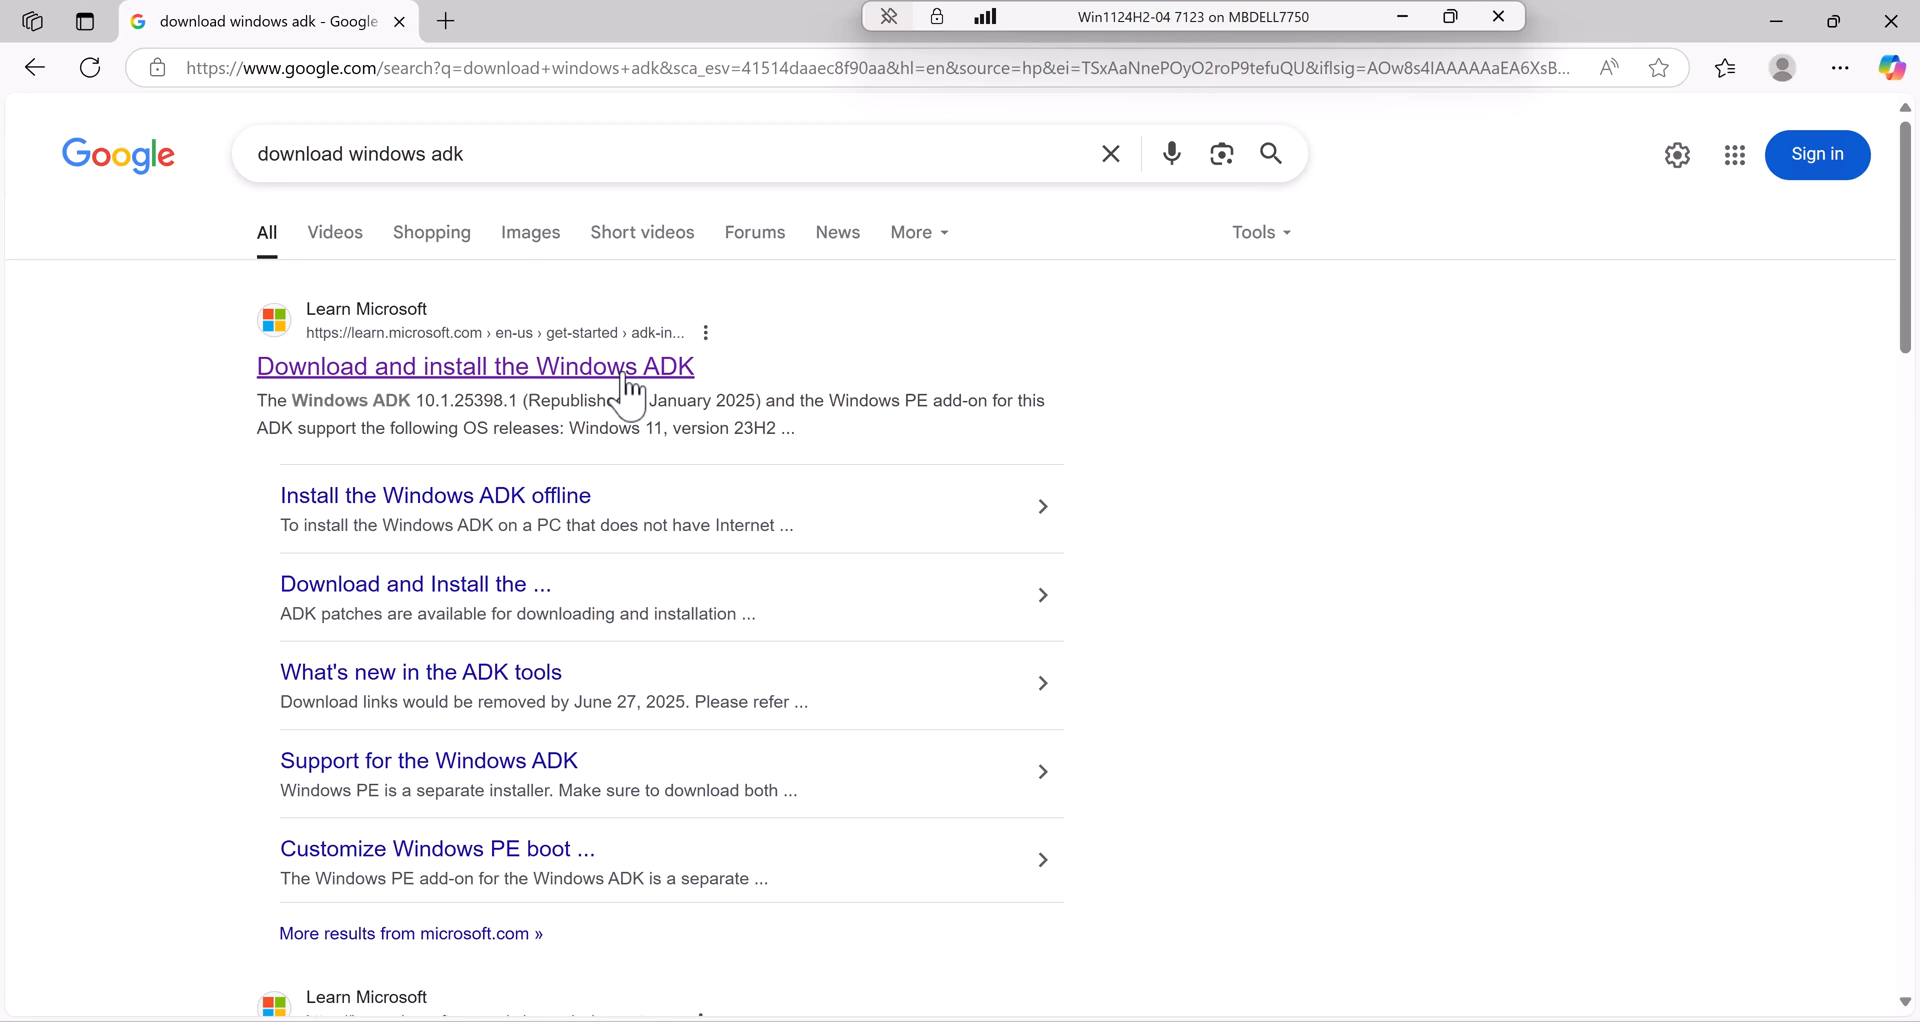 download windows adk - Google
Win1124H2-04 7123 on MBDELL7750
https://www.google.com/search?q=download+windows+adk&sca_esv=41514daaec8f90aa&hl=en&source=hp&ei=TSxAaNnePOyO2roP9tefuQU&iflsig=AOw8s4IAAAAAaEA6XsB...
Google
download windows adk
Sign in
All Videos Shopping Images Short videos Forums News More Tools
Learn Microsoft
https://learn.microsoft.com › en-us › get-started › adk-in...
Download and install the Windows ADK
The Windows ADK 10.1.25398.1 January 2025) and the Windows PE add-on for this
ADK support the following OS releases: Windows 11, version 23H2 ...
Install the Windows ADK offline
To install the Windows ADK on a PC that does not have Internet ...
Download and Install the ...
ADK patches are available for downloading and installation ...
What's new in the ADK tools
Download links would be removed by June 27, 2025. Please refer ...
Support for the Windows ADK
Windows PE is a separate installer. Make sure to download both ...
Customize Windows PE boot ...
The Windows PE add-on for the Windows ADK is a separate ...
More results from microsoft.com »
Learn Microsoft